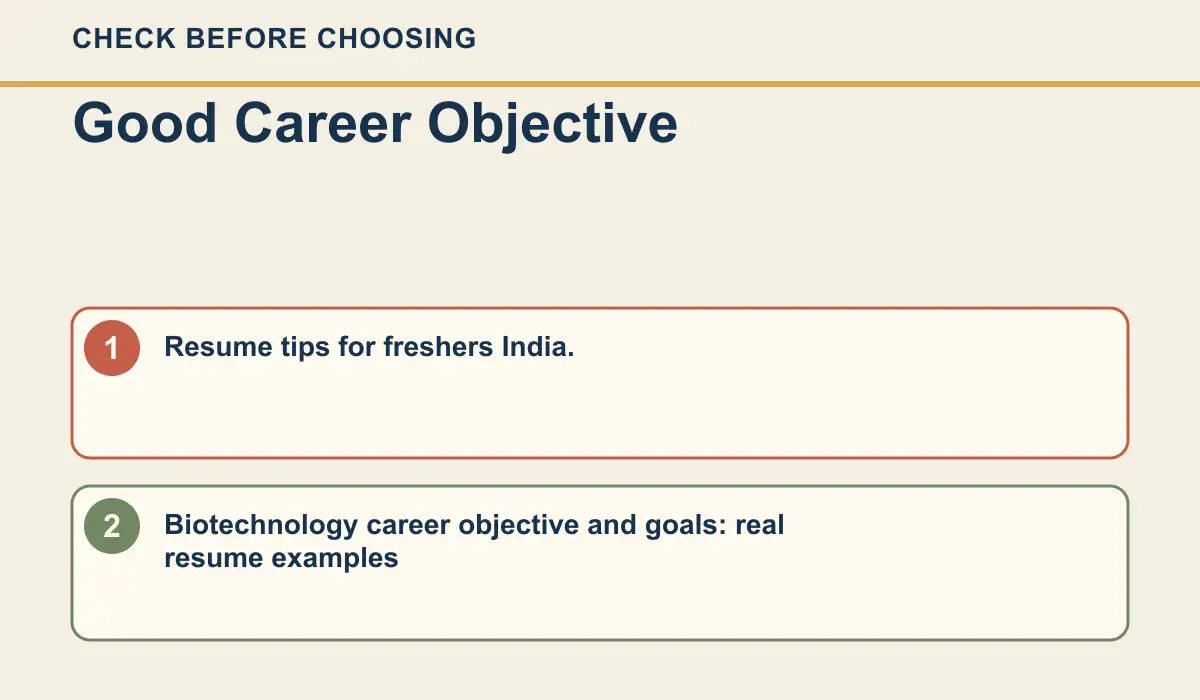 CHECK BEFORE CHOOSING
Good Career Objective
1
Resume tips for freshers India.
2
Biotechnology career objective and goals: real
resume examples